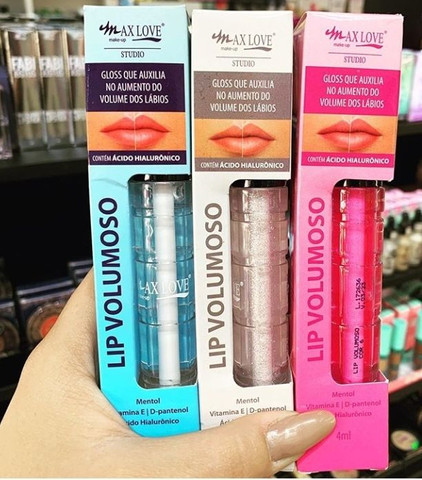 MAX LOVE®
make-up
STUDIO
GLOSS QUE AUXILIA
NO AUMENTO DO
VOLUME DOS LÁBIOS
CONTÉM ÁCIDO HIALURÔNICO
LIP VOLUMOSO
MAX LOVE
Mentol
Vitamina E | D-pantenol
Ácido Hialurônico
MAX LOVE®
make-up
STUDIO
GLOSS QUE AUXILIA
NO AUMENTO DO
VOLUME DOS LÁBIOS
CONTÉM ÁCIDO HIALURÔNICO
LIP VOLUMOSO
Mentol
Vitamina E | D-pantenol
MAX LOVE®
make-up
STUDIO
GLOSS QUE AUXILIA
NO AUMENTO DO
VOLUME DOS LÁBIOS
CONTÉM ÁCIDO HIALURÔNICO
LIP VOLUMOSO
LIP VOLUMOSO
Mentol
Vitamina E | D-pantenol
Hialurônico
4ml